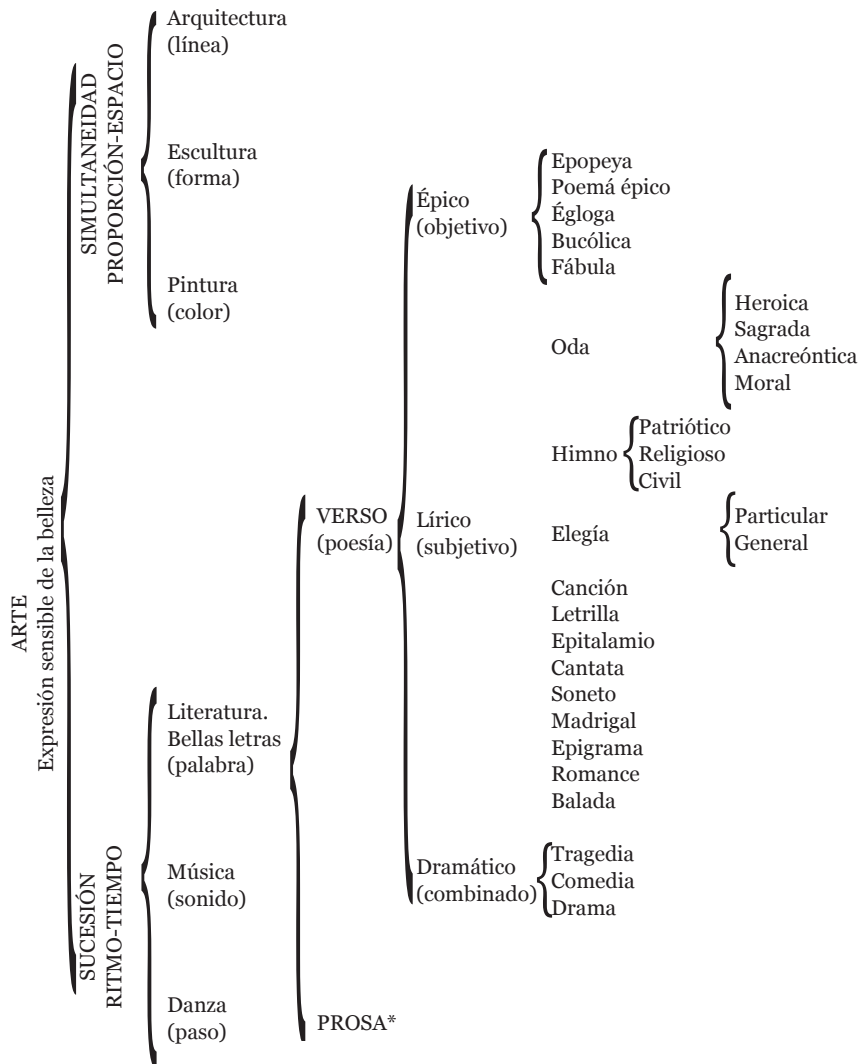 ARTE
Expresión sensible de la belleza
SIMULTANEIDAD
PROPORCIÓN-ESPACIO
Arquitectura
(línea)
Escultura
(forma)
Pintura
(color)
SUCESIÓN
RITMO-TIEMPO
Literatura.
Bellas letras
(palabra)
Música
(sonido)
Danza
(paso)
VERSO
(poesía)
PROSA*
Épico
(objetivo)
Epopeya
Poemá épico
Égloga
Bucólica
Fábula
Lírico
(subjetivo)
Oda
Heroica
Sagrada
Anacreóntica
Moral
Himno
Patriótico
Religioso
Civil
Elegía
Particular
General
Canción
Letrilla
Epitalamio
Cantata
Soneto
Madrigal
Epigrama
Romance
Balada
Dramático
(combinado)
Tragedia
Comedia
Drama